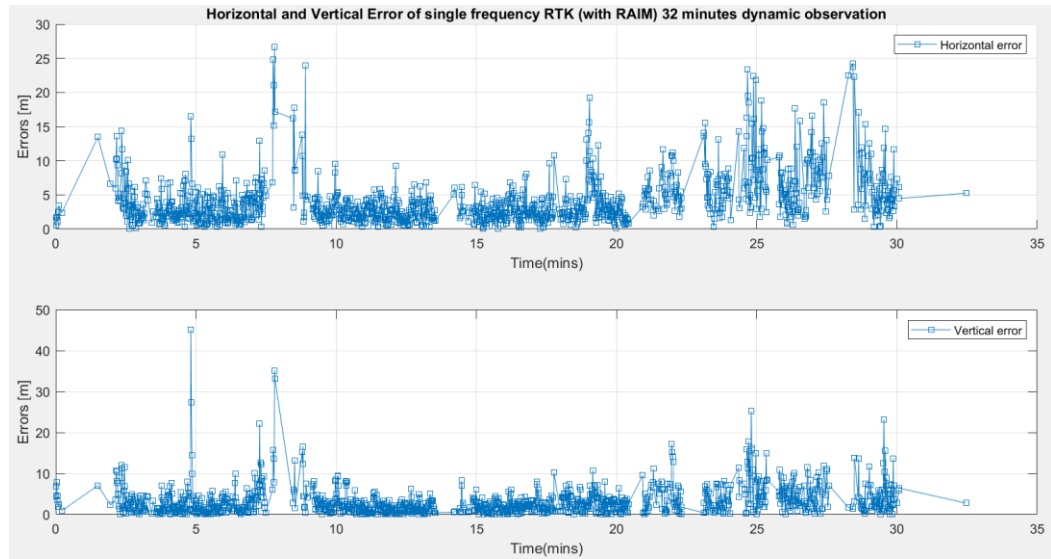 Horizontal and Vertical Error of single frequency RTK (with RAIM) 32 minutes dynamic observation
30
25
20
15
10
5
0
Errors [m]
Horizontal error
0 5 10 15 20 25 30 35
Time(mins)
50
40
30
20
10
0
Errors [m]
Vertical error
0 5 10 15 20 25 30 35
Time(mins)